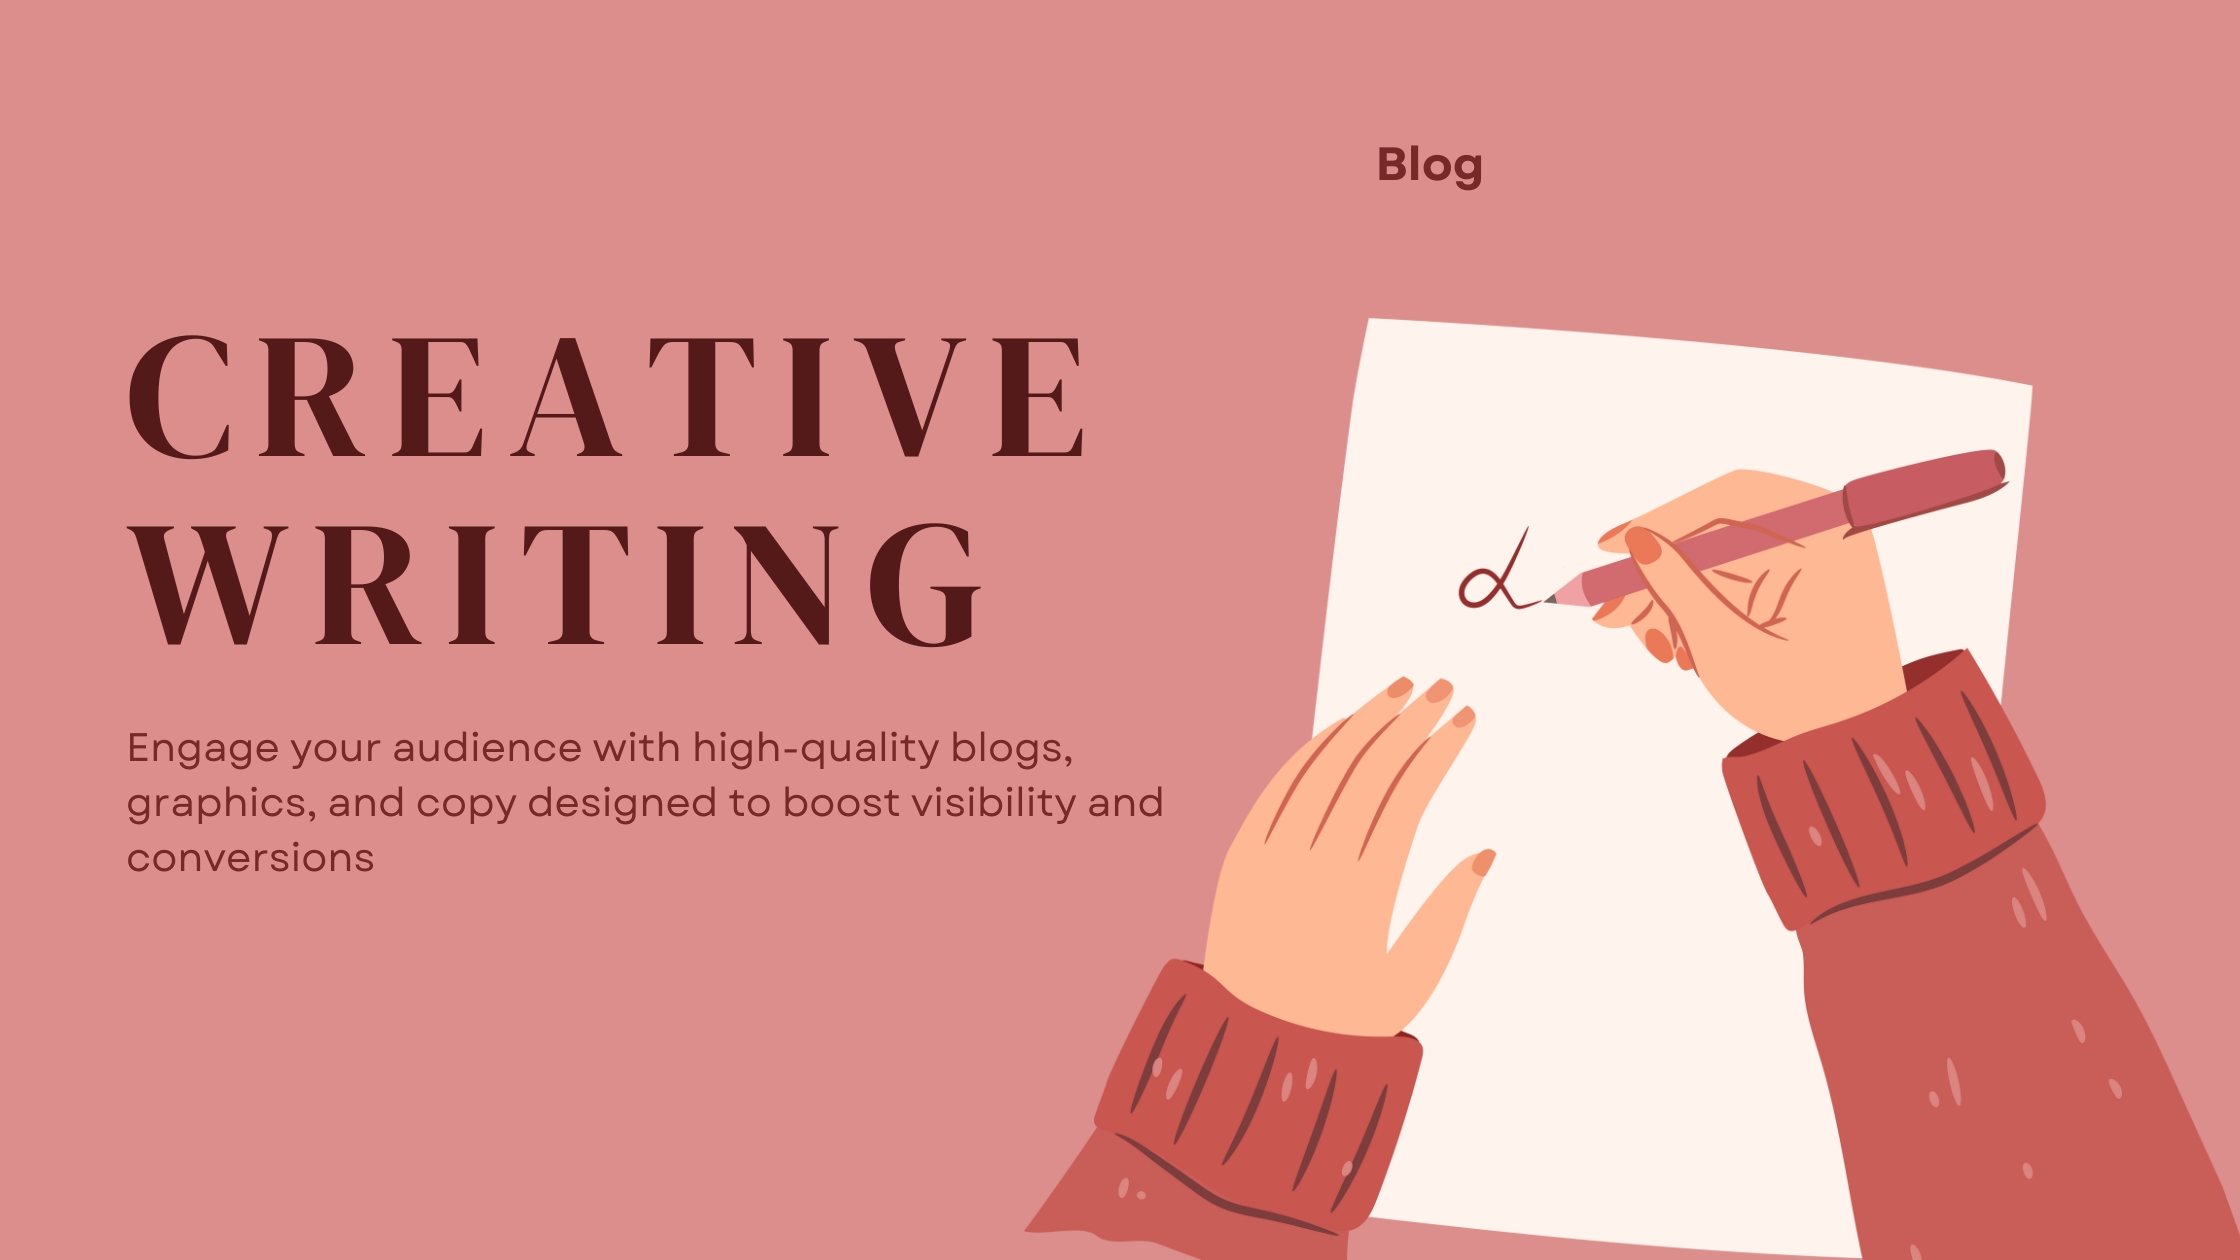 Blog
CREATIVE
WRITING
Engage your audience with high-quality blogs,
graphics, and copy designed to boost visibility and
conversions